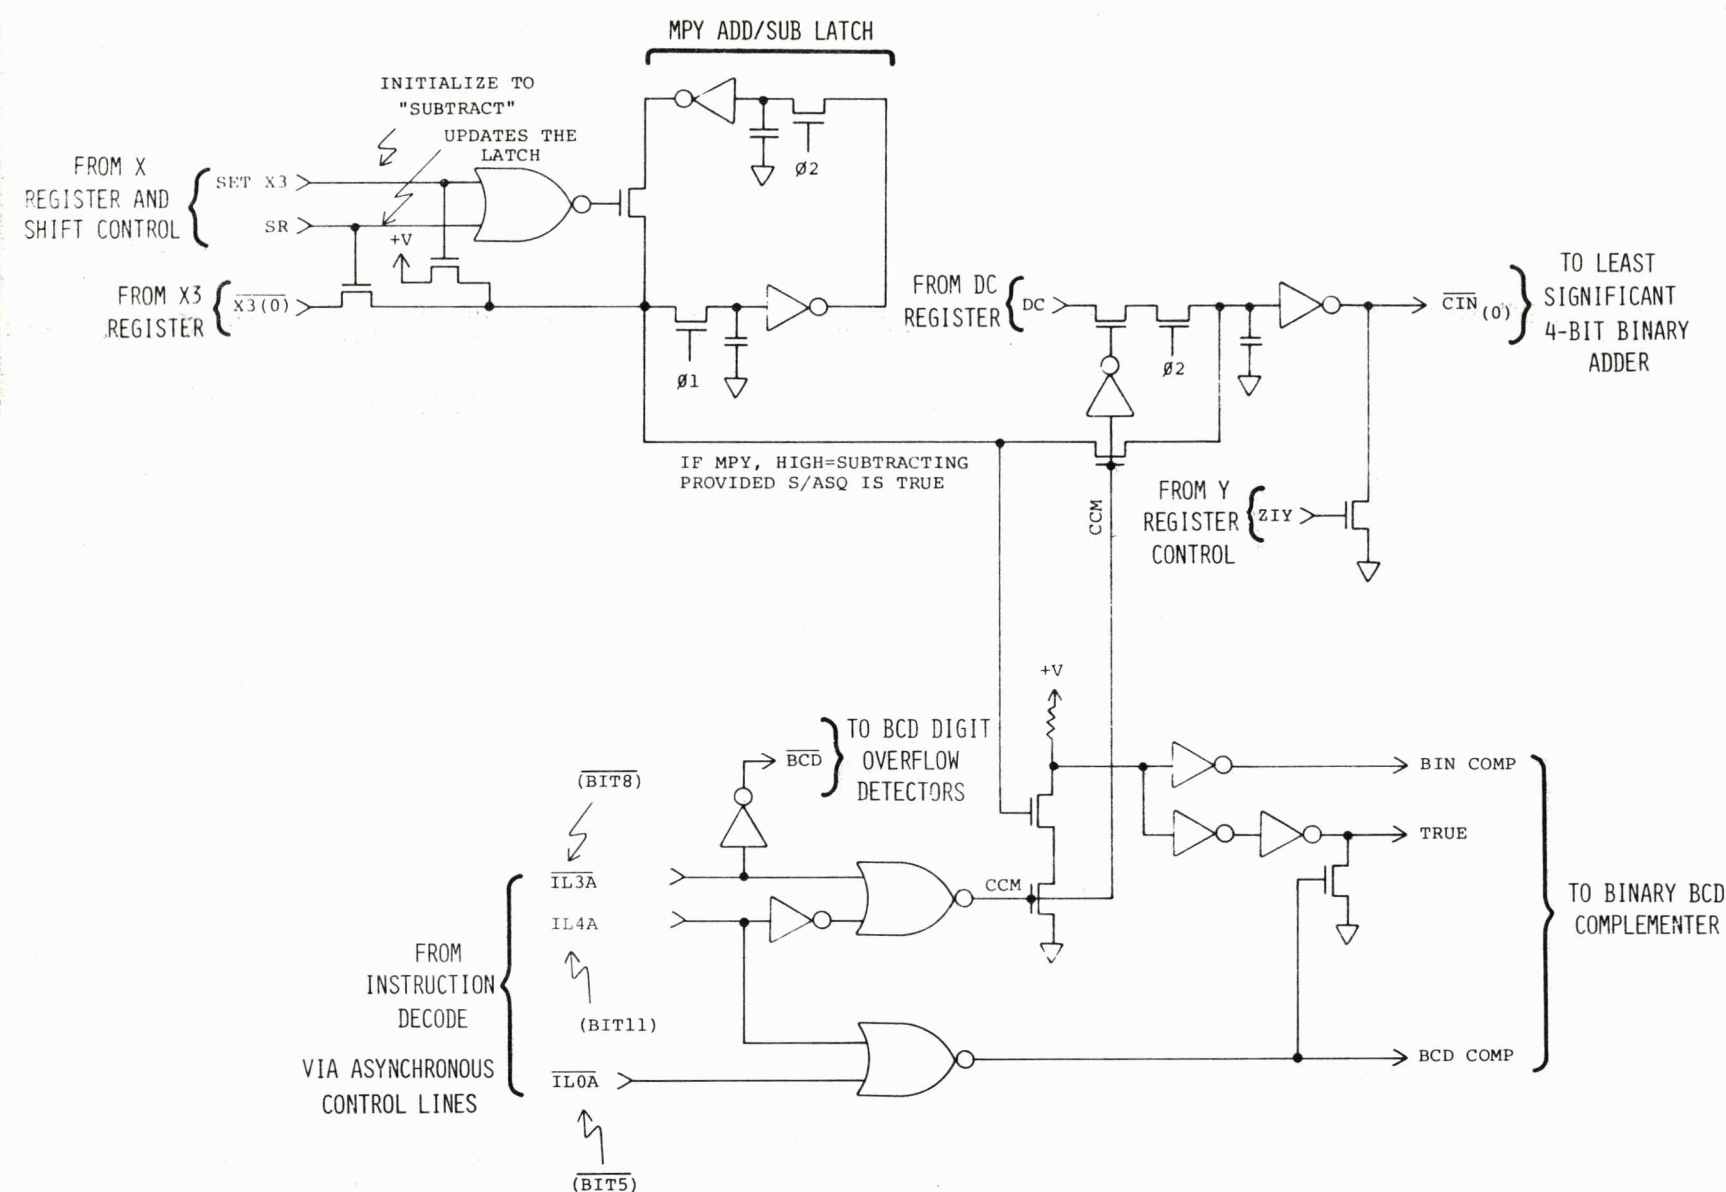 MPY ADD/SUB LATCH
INITIALIZE TO
"SUBTRACT"
UPDATES THE
LATCH
FROM X
REGISTER AND
SHIFT CONTROL
SET X3
SR
+V
Ø2
FROM X3
REGISTER
X3(0)
Ø1
FROM DC
REGISTER
DC
Ø2
CIN(0)
TO LEAST
SIGNIFICANT
4-BIT BINARY
ADDER
IF MPY, HIGH=SUBTRACTING
PROVIDED S/ASQ IS TRUE
CCM
FROM Y
REGISTER
CONTROL
ZIY
+V
BCD
TO BCD DIGIT
OVERFLOW
DETECTORS
(BIT8)
IL3A
IL4A
CCM
BIN COMP
TRUE
TO BINARY BCD
COMPLEMENTER
FROM
INSTRUCTION
DECODE
(BIT11)
VIA ASYNCHRONOUS
CONTROL LINES
IL0A
BCD COMP
(BIT5)